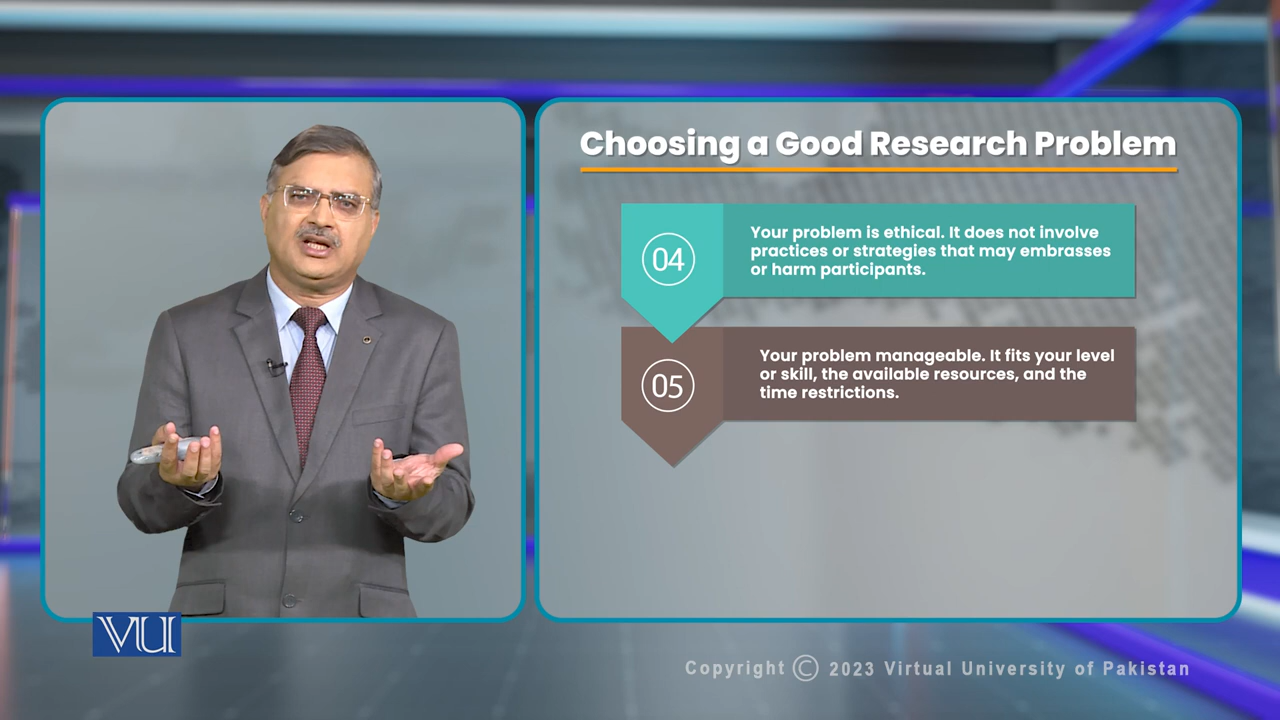 Choosing a Good Research Problem
04
Your problem is ethical. It does not involve
practices or strategies that may embrasses
or harm participants.
05
Your problem manageable. It fits your level
or skill, the available resources, and the
time restrictions.
VU
Copyright © 2023 Virtual University of Pakistan